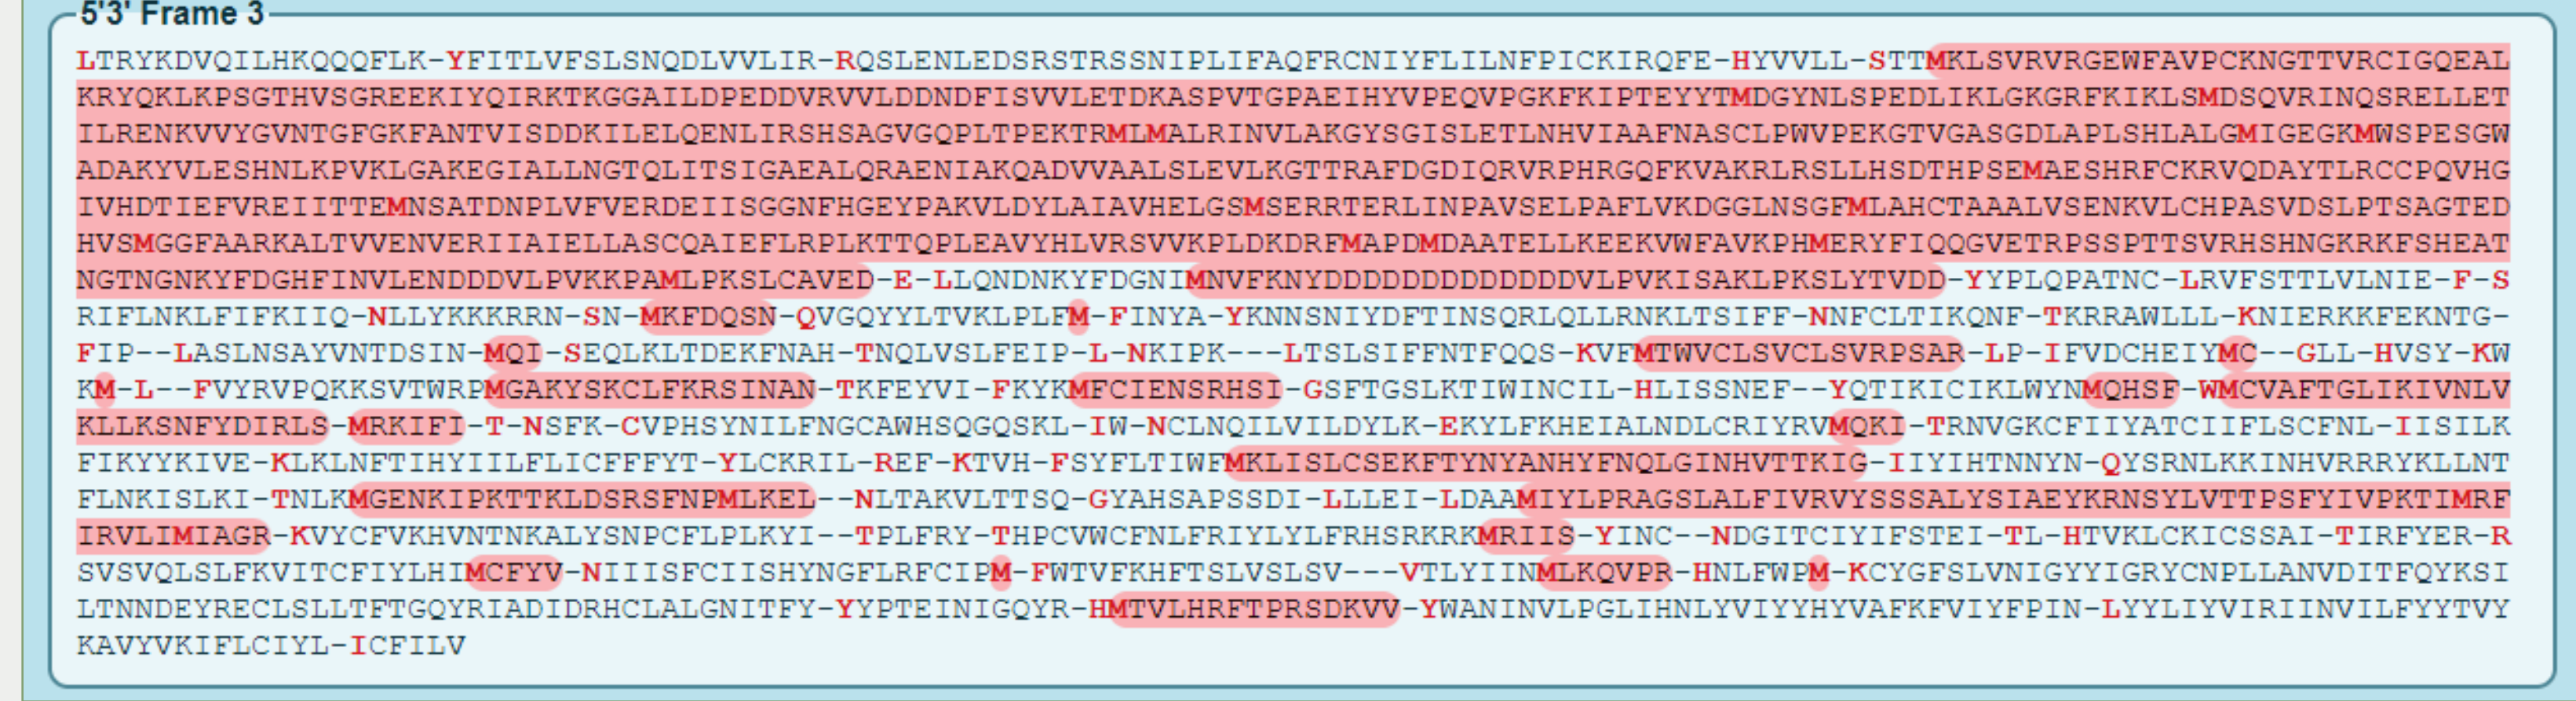 5'3' Frame 3
LTRYKDVQILHKQQQFLK-YFITLVFSLSNQDLVVLIR-RQSLENLEDSRSTRSSNIPLIFAQFRCNIYFLILNFPICKIRQFE-HYVVLL-STTMKLSVRVRGEWFAVPCKNGTTVRCIGQEAL
KRYQKLKPSGTHVSGREEKIYQIRKTKGGAILDPEDDVRVVLDDNDFISVVLETDKASPVTGPAEIHYVPEQVPGKFKIPTEYYTMDGYNLSPEDLIKLGKGRFKIKLSMDSQVRINQSRELLET
ILRENKVVYGVNTGFGKFANTVISDDKILELQENLIRSHSAGVGQPLTPEKTRMLMALRINVLAKGYSGISLETLNHVIAAFNASCLPWVPEKGTVGASGDLAPLSHLALGMIGEGKMWSPESGW
ADAKYVLESHNLKPVKLGAKEGIALLNGTQLITSIGAEALQRAENIAKQADVVAALSLEVLKGTTRAFDGDIQRVRPHRGQFKVAKRLRSLLHSDTHPSEMAESHRFCKRVQDAYTLRCCPQVHG
IVHDTIEFVREIITTEMNSATDNPLVFVERDEIISGGNFHGEYPAKVLDYLAIAVHELGSMSERRTERLINPAVSELPAFLVKDGGLNSGFMLAHCTAAALVSENKVLCHPASVDSLPTSAGTED
HVSMGGFAARKALTVVENVERIIAIELLASCQAIEFLRPLKTTQPLEAVYHLVRSVVKPLDKDRFMAPDMDAATELLKEEKVWFAVKPHMERYFIQQGVETRPSSPTTSVRHSHNGKRKFSHEAT
NGTNGNKYFDGHFINVLENDDDVLPVKKPAMLPKSLCAVED-E-LLQNDNKYFDGNIMNVFKNYDDDDDDDDDDDDDVLPVKISAKLPKSLYTVDD-YYPLQPATNC-LRVFSTTLVLNIE-F-S
RIFLNKLFIFKIIQ-NLLYKKKRRN-SN-MKFDQSN-QVGQYYLTVKLPLFM-FINYA-YKNNSNIYDFTINSQRLQLLRNKLTSIFF-NNFCLTIKQNF-TKRRAWLLL-KNIERKKFEKNTG-
FIP--LASLNSAYVNTDSIN-MQI-SEQLKLTDEKFNAH-TNQLVSLFEIP-L-NKIPK---LTSLSIFFNTFQQS-KVFMTWVCLSVCLSVRPSAR-LP-IFVDCHEIYMC--GLL-HVSY-KW
KM-L--FVYRVPQKKSVTWRPMGAKYSKCLFKRSINAN-TKFEYVI-FKYKMFCIENSRHSI-GSFTGSLKTIWINCIL-HLISSNEF--YQTIKICIKLWYNMQHSF-WMCVAFTGLIKIVNLV
KLLKSNFYDIRLS-MRKIFI-T-NSFK-CVPHSYNILFNGCAWHSQGQSKL-IW-NCLNQILVILDYLK-EKYLFKHEIALNDLCRIYRVMQKI-TRNVGKCFIIYATCIIFLSCFNL-IISILK
FIKYYKIVE-KLKLNFTIHYIILFLICFFFYT-YLCKRIL-REF-KTVH-FSYFLTIWFMKLISLCSEKFTYNYANHYFNQLGINHVTTKIG-IIYIHTNNYN-QYSRNLKKINHVRRRYKLLNT
FLNKISLKI-TNLKMGENKIPKTTKLDSRSFNPMLKEL--NLTAKVLTTSQ-GYAHSAPSSDI-LLLEI-LDAAMIYLPRAGSLALFIVRVYSSSALYSIAEYKRNSYLVTTPSFYIVPKTIMRF
IRVLIMIAGR-KVYCFVKHVNTNKALYSNPCFLPLKYI--TPLFRY-THPCVWCFNLFRIYLYLFRHSRKRKMRIIS-YINC--NDGITCIYIFSTEI-TL-HTVKLCKICSSAI-TIRFYER-R
SVSVQLSLFKVITCFIYLHIMCFYV-NIIISFCIISHYNGFLRFCIPM-FWTVFKHFTSLVSLSV---VTLYIINMLKQVPR-HNLFWPM-KCYGFSLVNIGYYIGRYCNPLLANVDITFQYKSI
LTNNDEYRECLSLLTFTGQYRIADIDRHCLALGNITFY-YYPTEINIGQYR-HMTVLHRFTPRSDKVV-YWANINVLPGLIHNLYVIYYHYVAFKFVIYFPIN-LYYLIYVIRIINVILFYYTVY
KAVYVKIFLCIYL-ICFILV